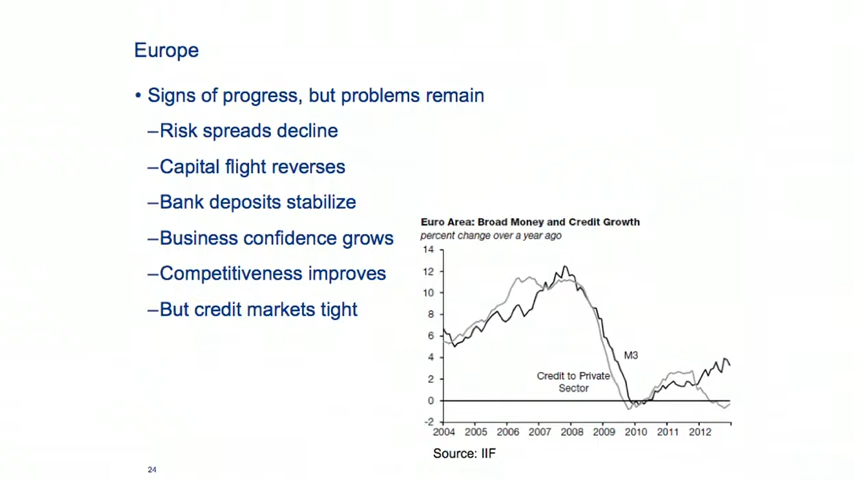 Europe
• Signs of progress, but problems remain
–Risk spreads decline
–Capital flight reverses
–Bank deposits stabilize
–Business confidence grows
–Competitiveness improves
–But credit markets tight
Euro Area: Broad Money and Credit Growth
percent change over a year ago
14
12
10
8
6
4
2
0
-2
M3
Credit to Private
Sector
2004 2005 2006 2007 2008 2009 2010 2011 2012
Source: IIF
24